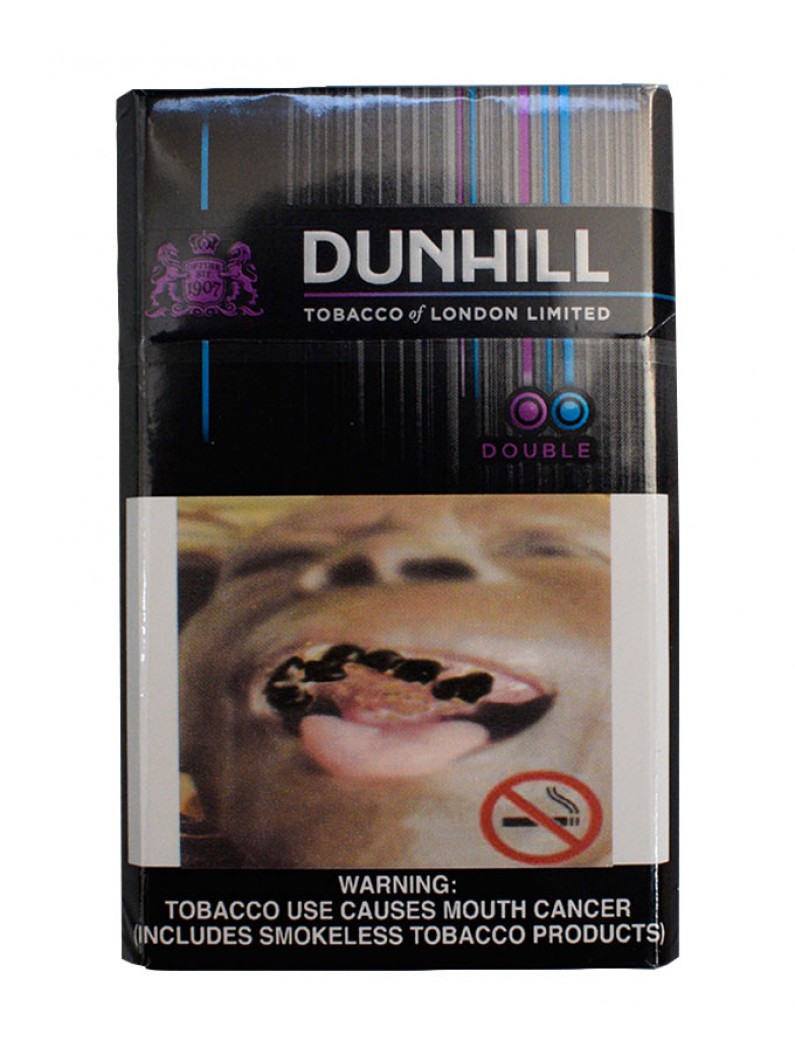 DUNHILL
TOBACCO of LONDON LIMITED
1907
DOUBLE
WARNING:
TOBACCO USE CAUSES MOUTH CANCER
(INCLUDES SMOKELESS TOBACCO PRODUCTS)